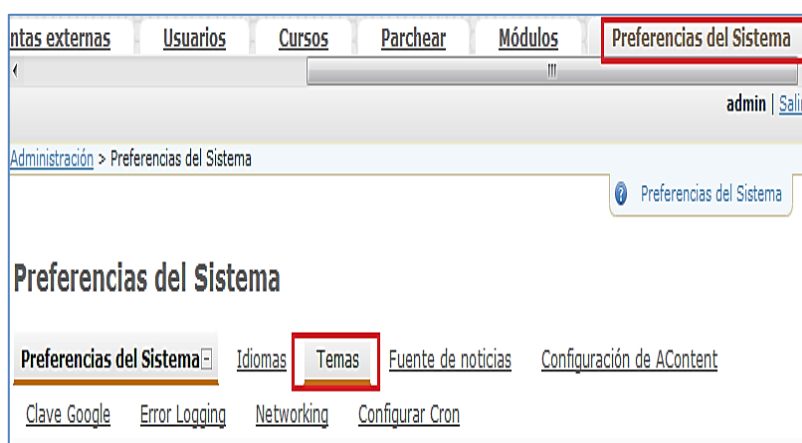 ntas externas Usuarios Cursos Parchear Módulos Preferencias del Sistema
admin | Sali
Administración > Preferencias del Sistema
Preferencias del Sistema
Preferencias del Sistema
Preferencias del Sistema Idiomas Temas Fuente de noticias Configuración de AContent
Clave Google Error Logging Networking Configurar Cron